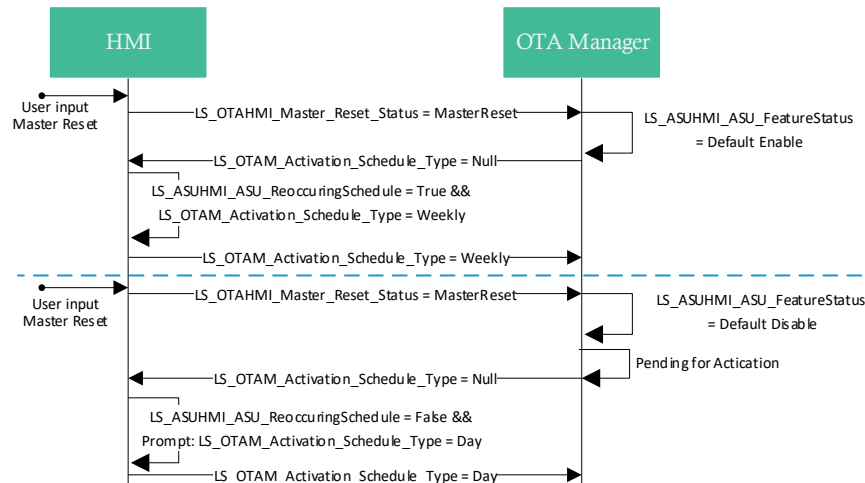 HMI
OTA Manager
User input
Master Reset
LS_OTAHMI_Master_Reset_Status = MasterReset
LS_ASUHMI_ASU_FeatureStatus
= Default Enable
LS_OTAM_Activation_Schedule_Type = Null
LS_ASUHMI_ASU_ReoccuringSchedule = True &&
LS_OTAM_Activation_Schedule_Type = Weekly
LS_OTAM_Activation_Schedule_Type = Weekly
User input
Master Reset
LS_OTAHMI_Master_Reset_Status = MasterReset
LS_ASUHMI_ASU_FeatureStatus
= Default Disable
Pending for Actication
LS_OTAM_Activation_Schedule_Type = Null
LS_ASUHMI_ASU_ReoccuringSchedule = False &&
Prompt: LS_OTAM_Activation_Schedule_Type = Day
LS_OTAM_Activation_Schedule_Type = Day